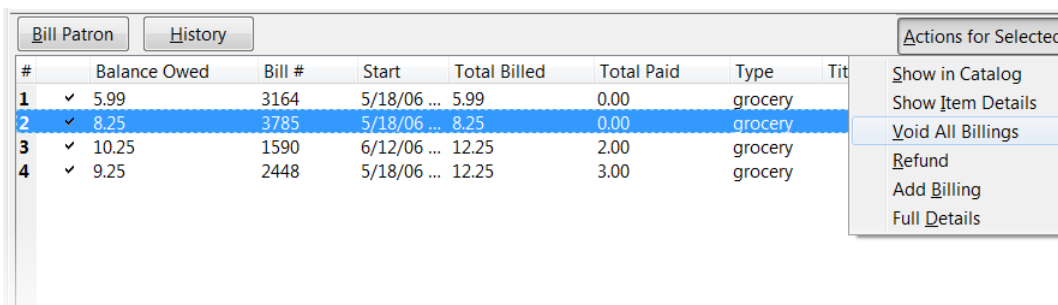 Bill Patron History Actions for Selected
# Balance Owed Bill # Start Total Billed Total Paid Type Tit
1 5.99 3164 5/18/06 ... 5.99 0.00 grocery
2 8.25 3785 5/18/06 ... 8.25 0.00 grocery
3 10.25 1590 6/12/06 ... 12.25 2.00 grocery
4 9.25 2448 5/18/06 ... 12.25 3.00 grocery
Show in Catalog
Show Item Details
Void All Billings
Refund
Add Billing
Full Details